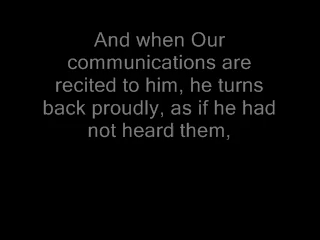 And when Our
communications are
recited to him, he turns
back proudly, as if he had
not heard them,